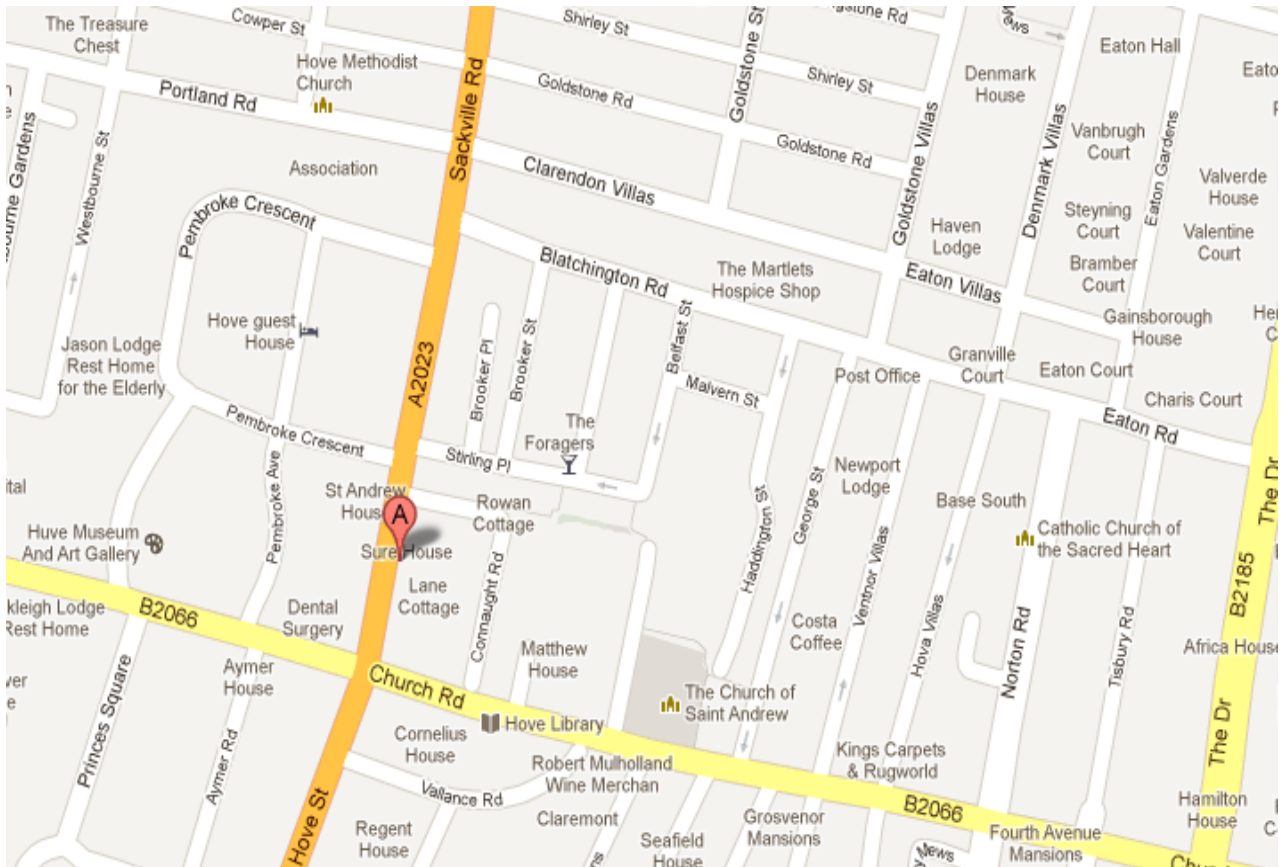 The Treasure
Chest
Cowper St
Shirley St
Goldstone St
Eaton Hall
Hove Methodist
Church
Portland Rd
Sackville Rd
Goldstone Rd
Shirley St
Denmark
House
Goldstone Rd
Vanbrugh
Court
Westbourne St
Association
Clarendon Villas
Goldstone Villas
Denmark Villas
Eaton Gardens
Valverde
House
Steyning
Court
Pembroke Crescent
Haven
Lodge
Valentine
Court
Blatchington Rd
The Martlets
Hospice Shop
Eaton Villas
Bramber
Court
Hove guest
House
Gainsborough
House
Jason Lodge
Rest Home
for the Elderly
A2023
Brooker Pl
Brooker St
Belfast St
Malvern St
Post Office
Granville
Court
Eaton Court
Charis Court
Pembroke Crescent
The
Foragers
Eaton Rd
Stirling Pl
Pembroke Ave
St Andrew
House
Rowan
Cottage
Haddington St
George St
Newport
Lodge
Base South
The Dr
Huve Museum
And Art Gallery
A
Sure House
Catholic Church of
the Sacred Heart
Ventnor Villas
B2185
Lane
Cottage
Connaught Rd
B2066
Dental
Surgery
Costa
Coffee
Hova Villas
Norton Rd
Tisbury Rd
Rest Home
Africa House
Aymer
House
Matthew
House
Princes Square
Church Rd
The Church of
Saint Andrew
Hove Library
Cornelius
House
Aymer Rd
Robert Mulholland
Wine Merchan
Kings Carpets
& Rugworld
The Dr
Vallance Rd
Claremont
Grosvenor
Mansions
B2066
Hamilton
House
Hove St
Regent
House
Seafield
House
Fourth Avenue
Mansions